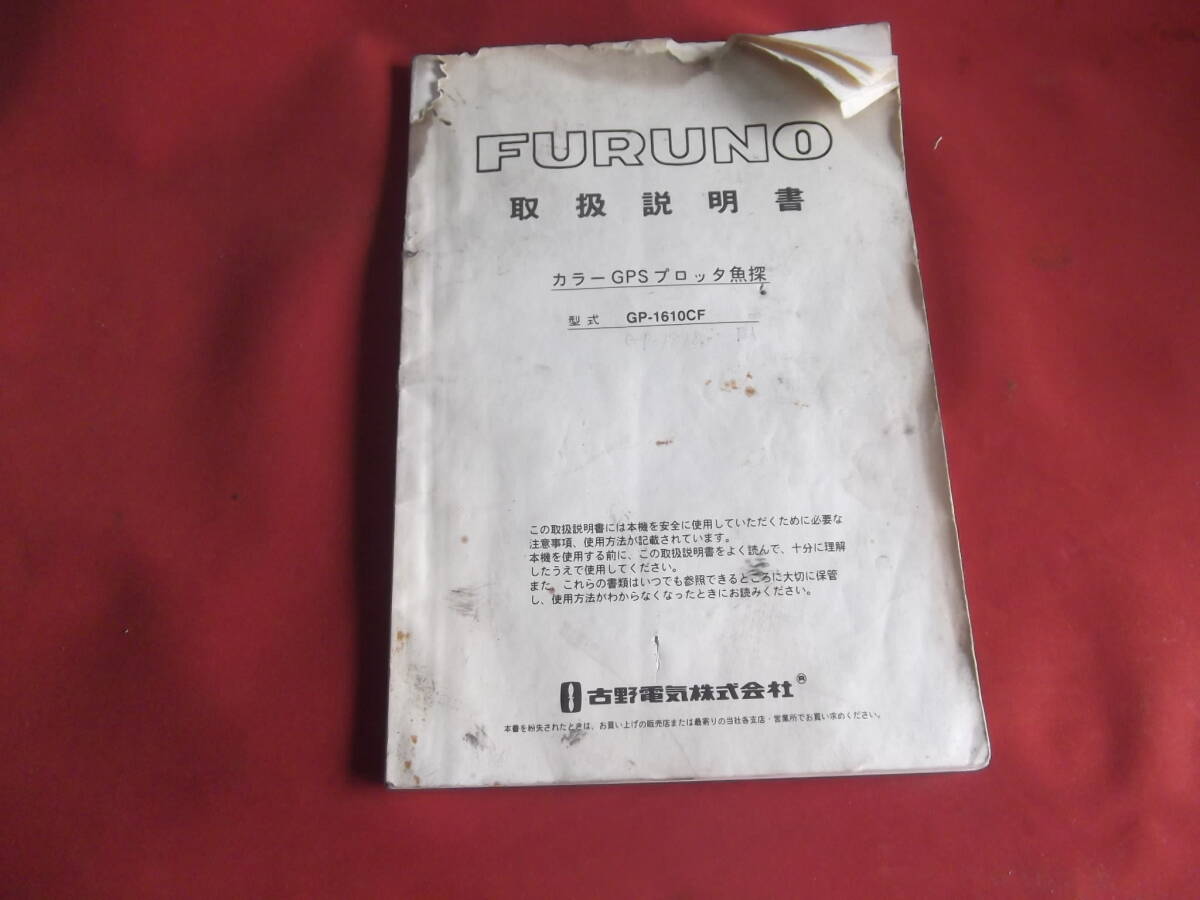 FURUNO
取扱説明書
カラーGPSプロッタ魚探
型式 GP-1610CF
この取扱説明書には本機を安全に使用していただくために必要な
注意事項、使用方法が記載されています。
本機を使用する前に、この取扱説明書をよく読んで、十分に理解
したうえで使用してください。
また、これらの書類はいつでも参照できるところに大切に保管
し、使用方法がわからなくなったときにお読みください。
古野電気株式会社®
本書を紛失されたときは、お買い上げの販売店または最寄りの当社各支店・営業所でお買い求めください。